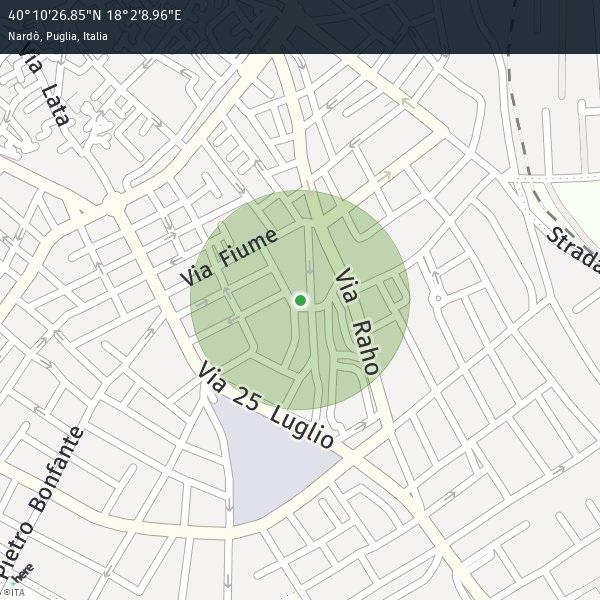 40°10'26.85"N 18°2'8.96"E
Nardò, Puglia, Italia
Via Lata
Via Fiume
Strada
Via Raho
Via 25 Luglio
Pietro Bonfante
here
©ITA